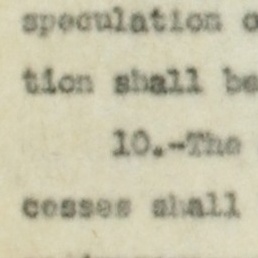 speculation
tion shall be
10.-The
cesses shall